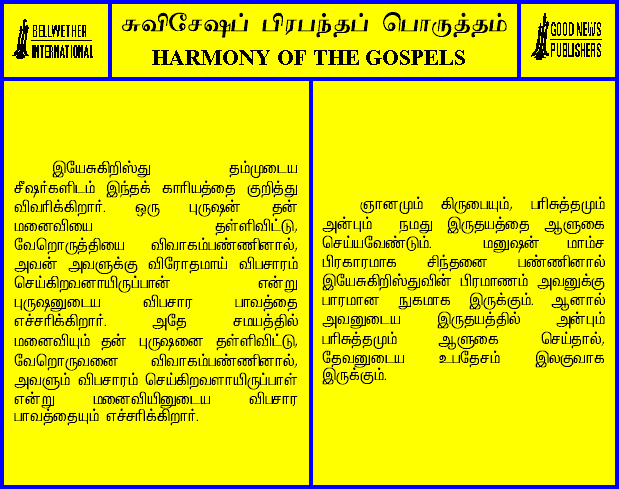 BELLWETHER
INTERNATIONAL
சுவிசேஷப் பிரபந்தப் பொருத்தம்
HARMONY OF THE GOSPELS
GOOD NEWS
PUBLISHERS
இயேசுகிறிஸ்து தம்முடைய
சீஷர்களிடம் இந்தக் காரியத்தை குறித்து
விவரிக்கிறார். ஒரு புருஷன் தன்
மனைவியை தள்ளிவிட்டு,
வேறொருத்தியை விவாகம்பண்ணினால்,
அவன் அவளுக்கு விரோதமாய் விபசாரம்
செய்கிறவனாயிருப்பான் என்று
புருஷனுடைய விபசார பாவத்தை
எச்சரிக்கிறார். அதே சமயத்தில்
மனைவியும் தன் புருஷனை தள்ளிவிட்டு,
வேறொருவனை விவாகம்பண்ணினால்,
அவளும் விபசாரம் செய்கிறவளாயிருப்பாள்
என்று மனைவியினுடைய விபசார
பாவத்தையும் எச்சரிக்கிறார்.
ஞானமும் கிருபையும், பரிசுத்தமும்
அன்பும் நமது இருதயத்தை ஆளுகை
செய்யவேண்டும். மனுஷன் மாம்ச
பிரகாரமாக சிந்தனை பண்ணினால்
இயேசுகிறிஸ்துவின் பிரமாணம் அவனுக்கு
பாரமான நுகமாக இருக்கும். ஆனால்
அவனுடைய இருதயத்தில் அன்பும்
பரிசுத்தமும் ஆளுகை செய்தால்,
தேவனுடைய உபதேசம் இலகுவாக
இருக்கும்.